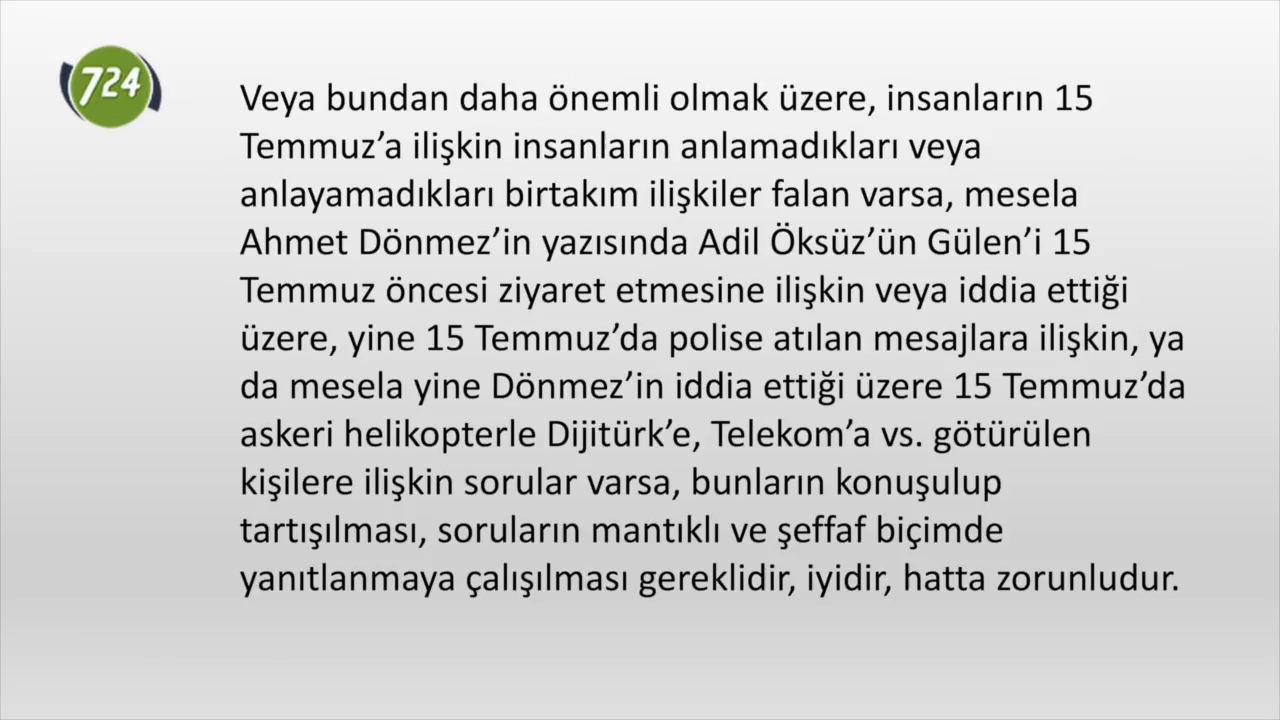 724
Veya bundan daha önemli olmak üzere, insanların 15
Temmuz’a ilişkin insanların anlamadıkları veya
anlayamadıkları birtakım ilişkiler falan varsa, mesela
Ahmet Dönmez’in yazısında Adil Öksüz’ün Gülen’i 15
Temmuz öncesi ziyaret etmesine ilişkin veya iddia ettiği
üzere, yine 15 Temmuz’da polise atılan mesajlara ilişkin, ya
da mesela yine Dönmez’in iddia ettiği üzere 15 Temmuz’da
askeri helikopterle Dijitürk’e, Telekom’a vs. götürülen
kişilere ilişkin sorular varsa, bunların konuşulup
tartışılması, soruların mantıklı ve şeffaf biçimde
yanıtlanmaya çalışılması gereklidir, iyidir, hatta zorunludur.